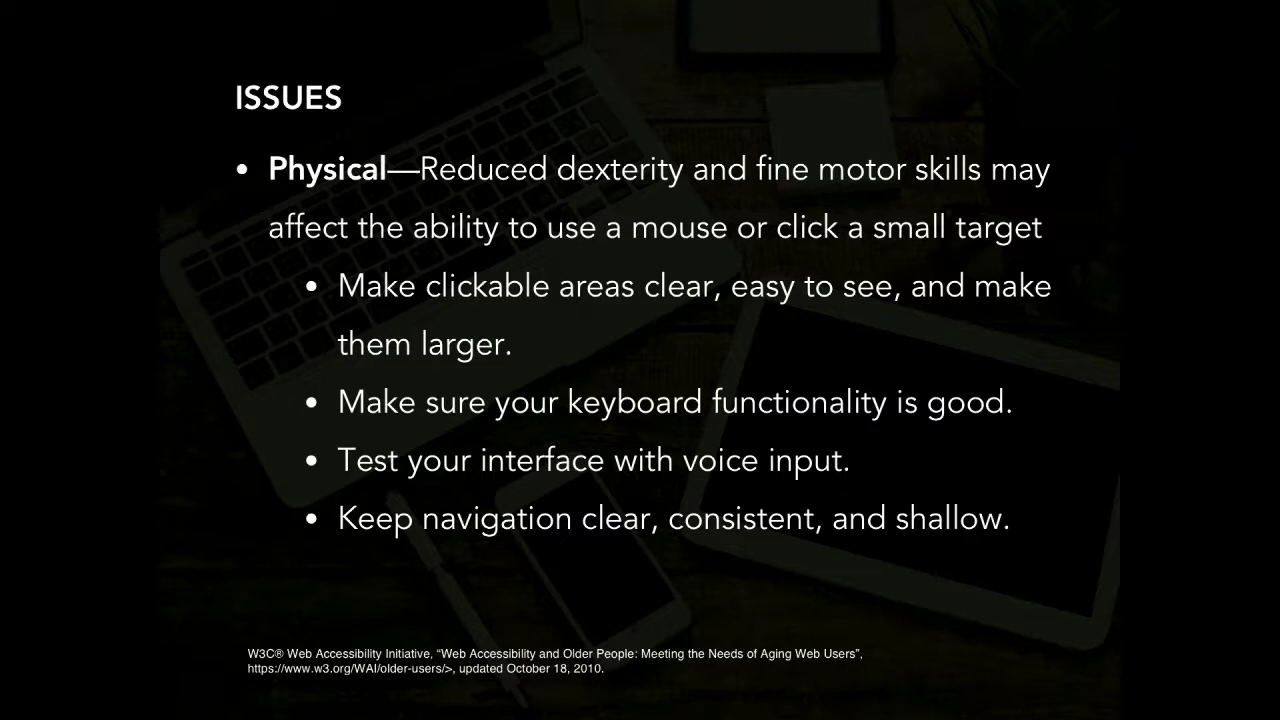 ISSUES
• Physical—Reduced dexterity and fine motor skills may
affect the ability to use a mouse or click a small target
• Make clickable areas clear, easy to see, and make
them larger.
• Make sure your keyboard functionality is good.
• Test your interface with voice input.
• Keep navigation clear, consistent, and shallow.
W3C® Web Accessibility Initiative, “Web Accessibility and Older People: Meeting the Needs of Aging Web Users”,
https://www.w3.org/WAI/older-users/>, updated October 18, 2010.